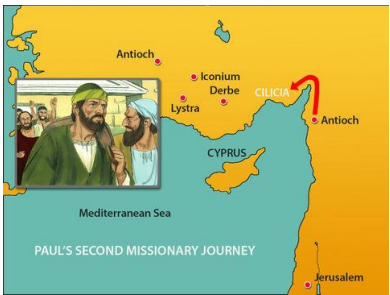 Antioch
Iconium
CILICIA
Derbe
Lystra
Antioch
CYPRUS
Mediterranean Sea
PAUL'S SECOND MISSIONARY JOURNEY
Jerusalem